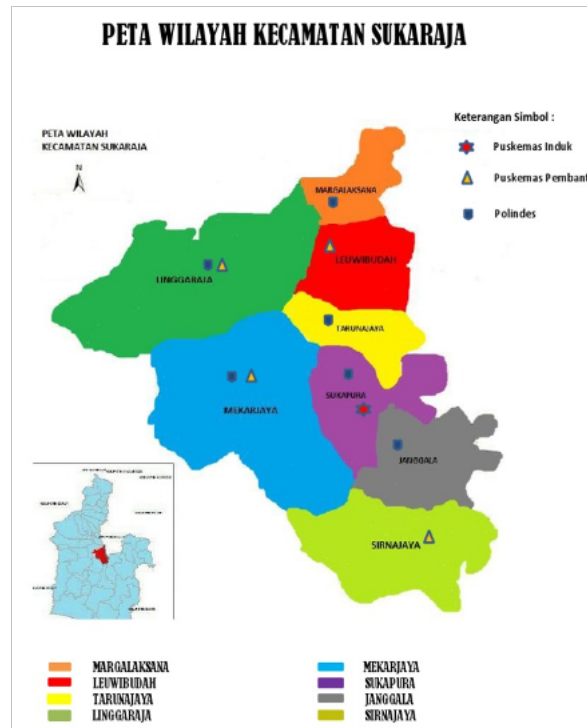 PETA WILAYAH KECAMATAN SUKARAJA
PETA WILAYAH
KECAMATAN SUKARAJA
N
Keterangan Simbol :
Puskemas Induk
Puskemas Pembant
Polindes
MARGALAKSANA
LEUWIBUDAH
LINGGARAJA
TARUNAJAYA
SUKAPURA
MEKARJAYA
JANGGALA
SIRNAJAYA
MARGALAKSANA
LEUWIBUDAH
TARUNAJAYA
LINGGARAJA
MEKARJAYA
SUKAPURA
JANGGALA
SIRNAJAYA